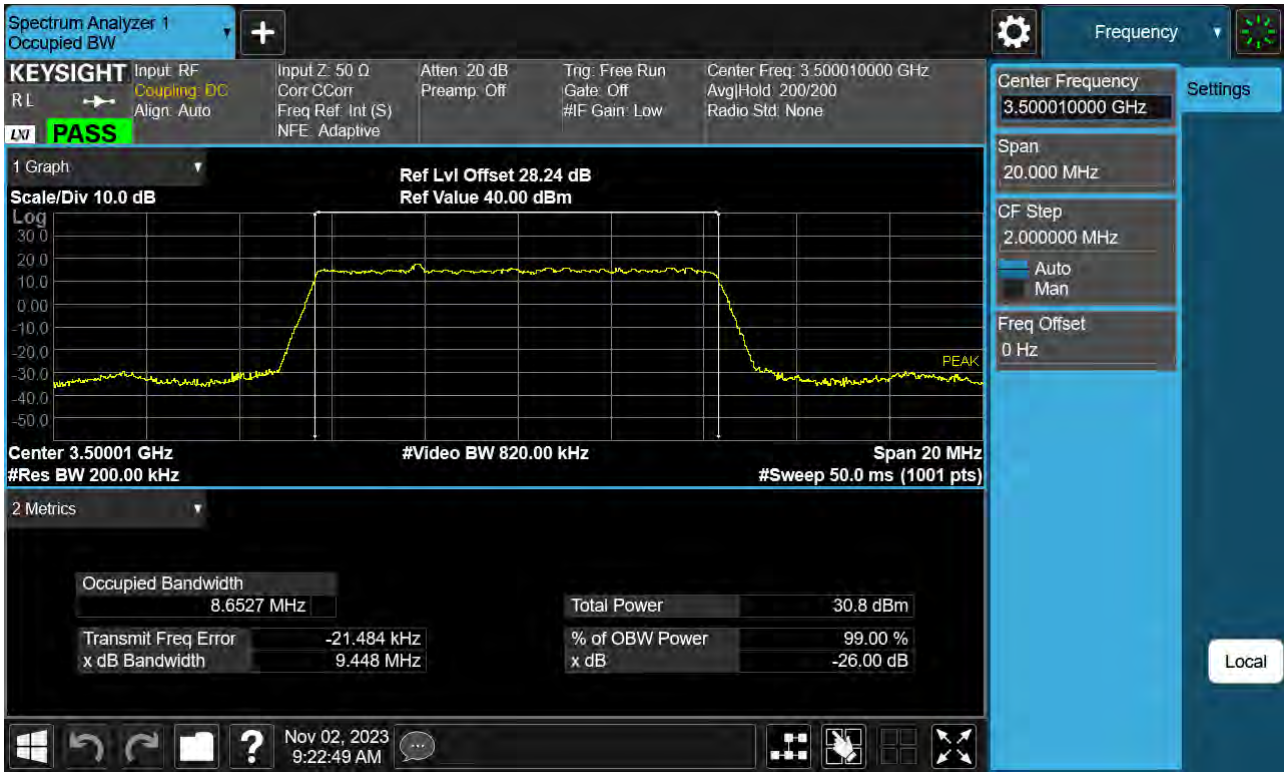 Spectrum Analyzer 1
Occupied BW
+
Frequency
KEYSIGHT
RL
LXI
PASS
Input: RF
Coupling: DC
Align: Auto
Input Z: 50 Ω
Corr CCorr
Freq Ref: Int (S)
NFE: Adaptive
Atten: 20 dB
Preamp: Off
Trig: Free Run
Gate: Off
#IF Gain: Low
Center Freq: 3.500010000 GHz
Avg|Hold: 200/200
Radio Std: None
Center Frequency
3.500010000 GHz
Settings
Span
20.000 MHz
CF Step
2.000000 MHz
Auto
Man
Freq Offset
0 Hz
1 Graph
Scale/Div 10.0 dB
Ref Lvl Offset 28.24 dB
Ref Value 40.00 dBm
Log
30.0
20.0
10.0
0.00
-10.0
-20.0
-30.0
-40.0
-50.0
PEAK
Center 3.50001 GHz
#Video BW 820.00 kHz
Span 20 MHz
#Res BW 200.00 kHz
#Sweep 50.0 ms (1001 pts)
2 Metrics
Occupied Bandwidth
8.6527 MHz
Total Power 30.8 dBm
Transmit Freq Error -21.484 kHz
% of OBW Power 99.00 %
x dB Bandwidth 9.448 MHz
x dB -26.00 dB
Local
?
Nov 02, 2023
9:22:49 AM